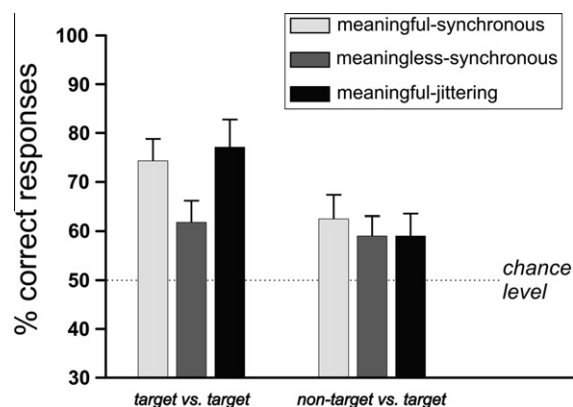 meaningful-synchronous
meaningless-synchronous
meaningful-jittering
% correct responses
100
90
80
70
60
50
40
30
chance
level
target vs. target
non-target vs. target